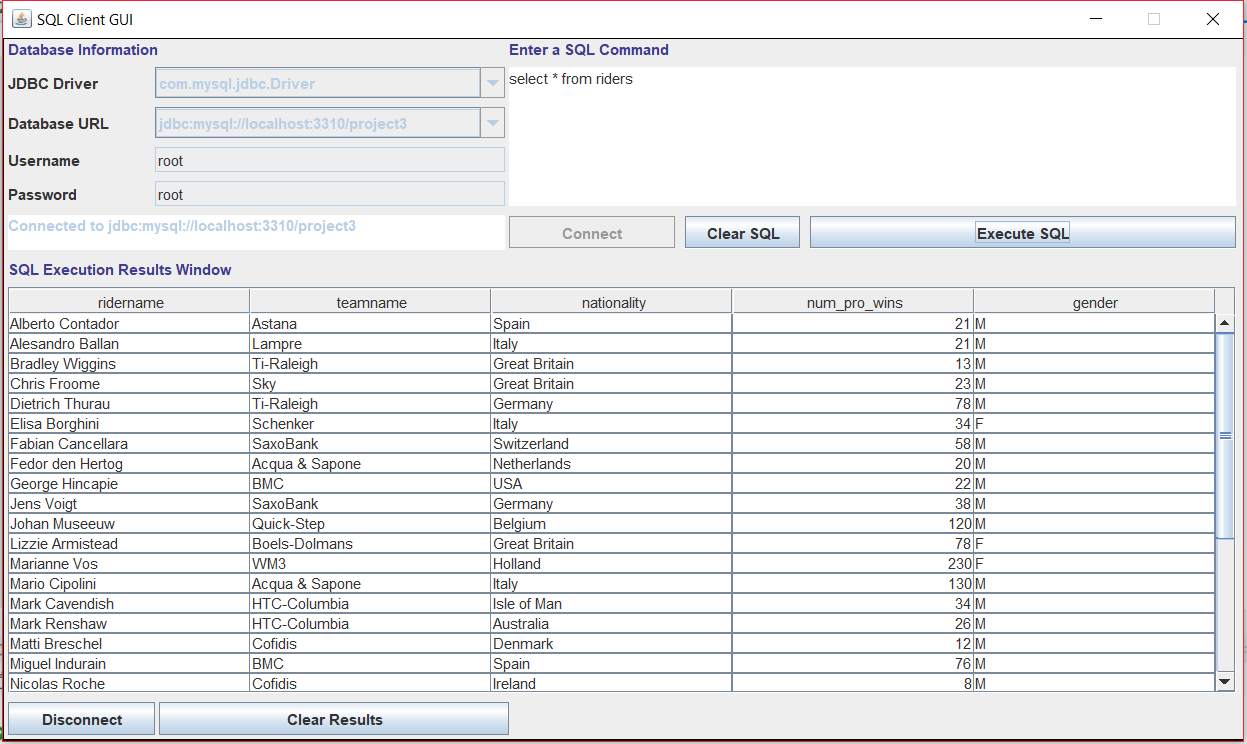 SQL Client GUI
Database Information
Enter a SQL Command
JDBC Driver com.mysql.jdbc.Driver
select * from riders
Database URL jdbc:mysql://localhost:3310/project3
Username root
Password root
Connected to jdbc:mysql://localhost:3310/project3
Connect Clear SQL Execute SQL
SQL Execution Results Window
ridername teamname nationality num_pro_wins gender
Alberto Contador Astana Spain 21 M
Alesandro Ballan Lampre Italy 21 M
Bradley Wiggins Ti-Raleigh Great Britain 13 M
Chris Froome Sky Great Britain 23 M
Dietrich Thurau Ti-Raleigh Germany 78 M
Elisa Borghini Schenker Italy 34 F
Fabian Cancellara SaxoBank Switzerland 58 M
Fedor den Hertog Acqua & Sapone Netherlands 20 M
George Hincapie BMC USA 22 M
Jens Voigt SaxoBank Germany 38 M
Johan Museeuw Quick-Step Belgium 120 M
Lizzie Armistead Boels-Dolmans Great Britain 78 F
Marianne Vos WM3 Holland 230 F
Mario Cipolini Acqua & Sapone Italy 130 M
Mark Cavendish HTC-Columbia Isle of Man 34 M
Mark Renshaw HTC-Columbia Australia 26 M
Matti Breschel Cofidis Denmark 12 M
Miguel Indurain BMC Spain 76 M
Nicolas Roche Cofidis Ireland 8 M
Disconnect Clear Results